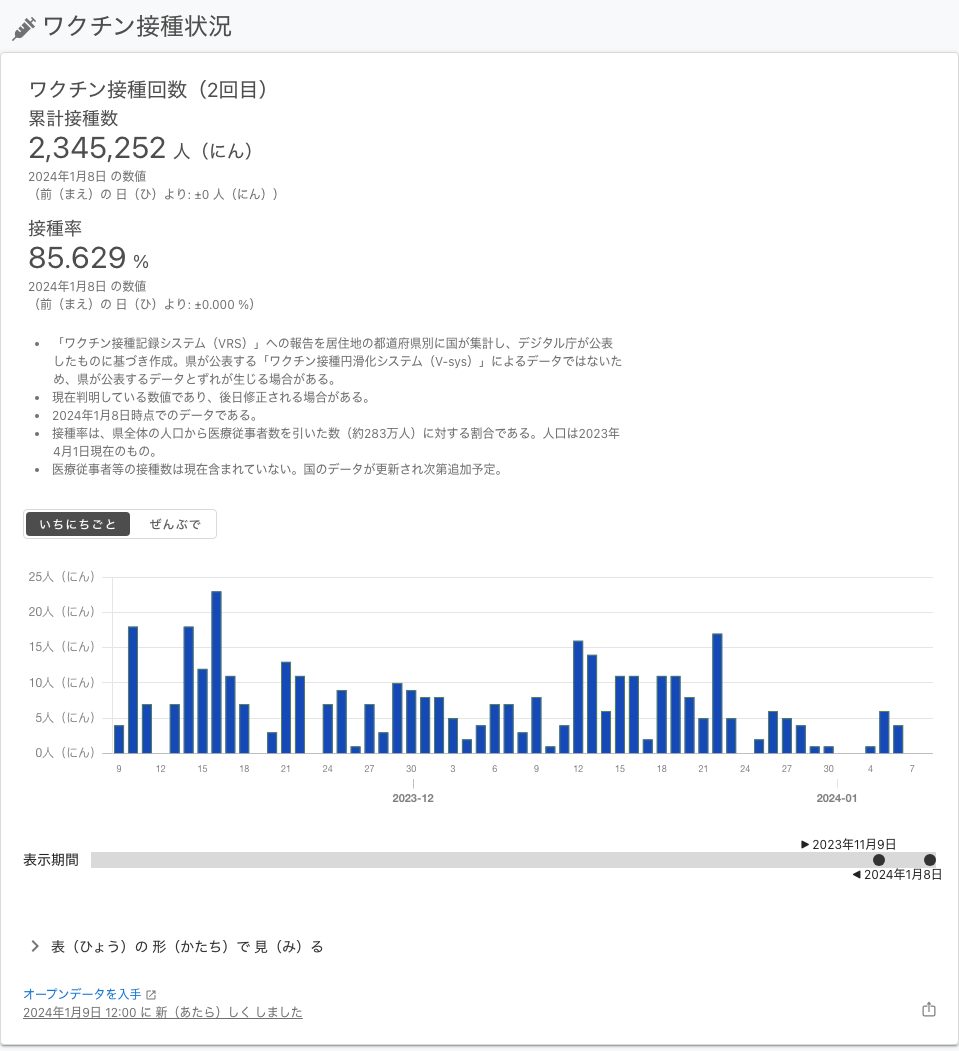 ワクチン接種状況
ワクチン接種回数（2回目）
累計接種数
2,345,252 人（にん）
2024年1月8日 の数値
（前（まえ）の 日（ひ）より: ±0 人（にん））
接種率
85.629 %
2024年1月8日 の数値
（前（まえ）の 日（ひ）より: ±0.000 %）
• 「ワクチン接種記録システム（VRS）」への報告を居住地の都道府県別に国が集計し、デジタル庁が公表
したものに基づき作成。県が公表する「ワクチン接種円滑化システム（V-sys）」によるデータではないた
め、県が公表するデータとずれが生じる場合がある。
• 現在判明している数値であり、後日修正される場合がある。
• 2024年1月8日時点でのデータである。
• 接種率は、県全体の人口から医療従事者数を引いた数（約283万人）に対する割合である。人口は2023年
4月1日現在のもの。
• 医療従事者等の接種数は現在含まれていない。国のデータが更新され次第追加予定。
いちにちごと ぜんぶで
25人（にん）
20人（にん）
15人（にん）
10人（にん）
5人（にん）
0人（にん）
9 12 15 18 21 24 27 30 3 6 9 12 15 18 21 24 27 30 4 7
2023-12 2024-01
▶ 2023年11月9日
表示期間
◀ 2024年1月8日
表（ひょう）の 形（かたち）で 見（み）る
オープンデータを入手
2024年1月9日 12:00 に 新（あたら）しく しました